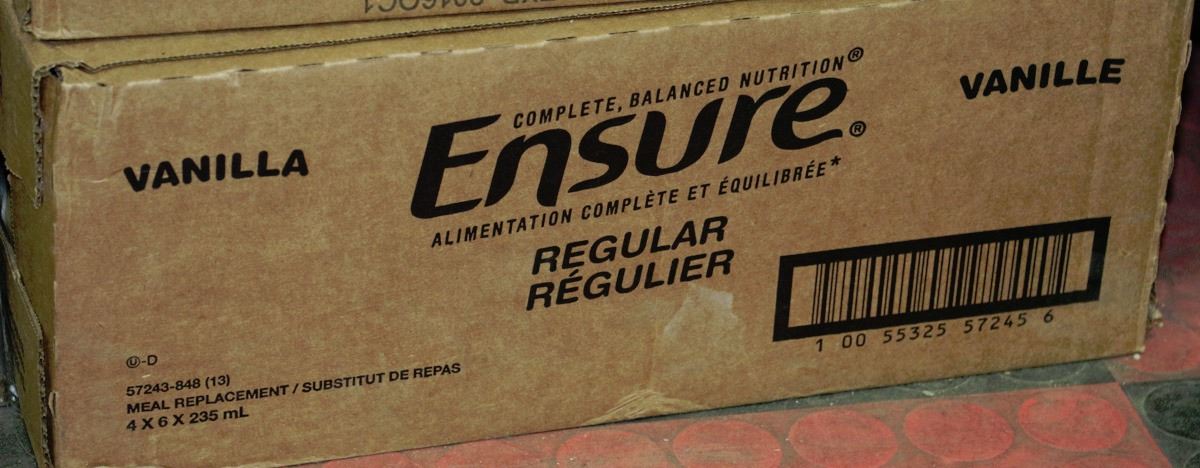 COMPLETE, BALANCED NUTRITION®
VANILLE
Ensure®
VANILLA
ALIMENTATION COMPLÈTE ET ÉQUILIBRÉE*
REGULAR
RÉGULIER
1 00 55325 57245 6
Ⓤ-D
57243-848 (13)
MEAL REPLACEMENT / SUBSTITUT DE REPAS
4 X 6 X 235 mL